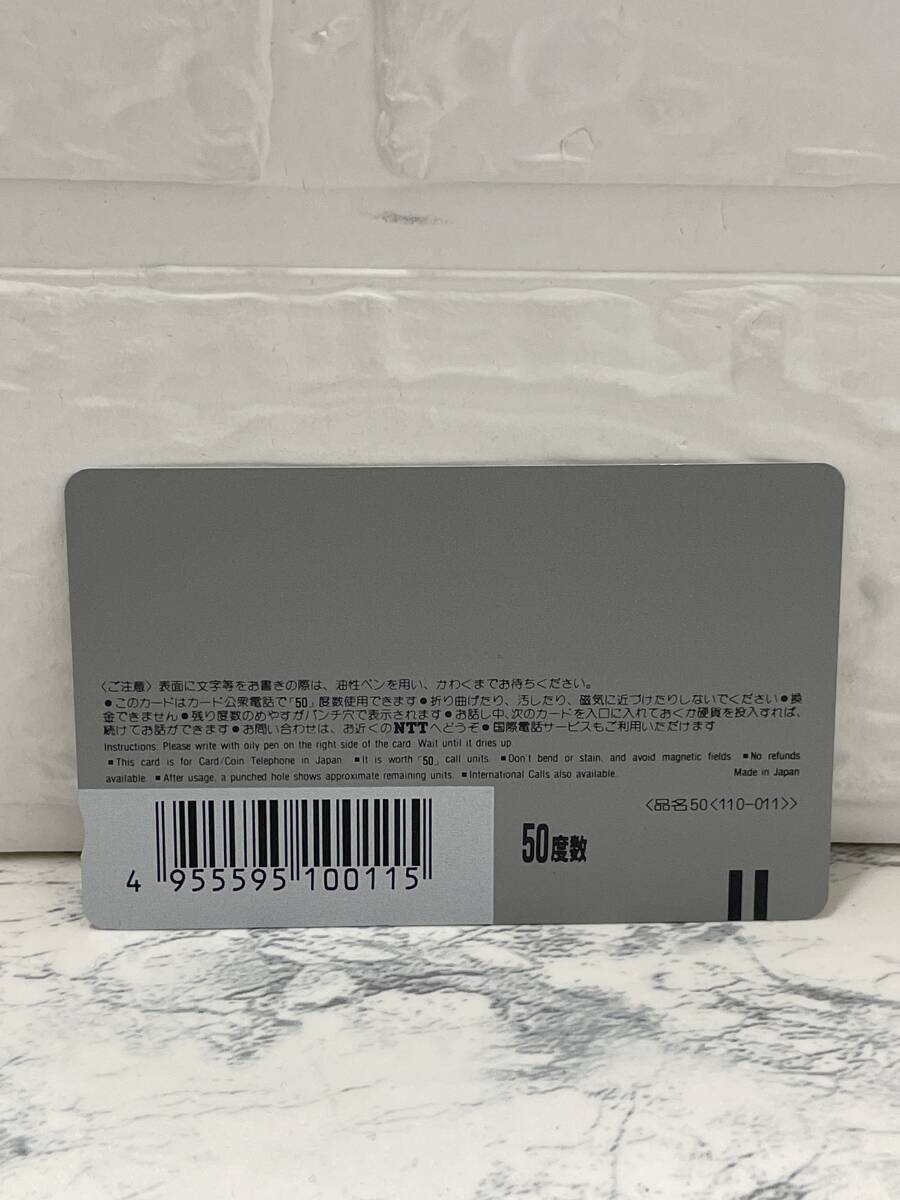 〈ご注意〉表面に文字等をお書きの際は、油性ペンを用い、かわくまでお待ちください。
●このカードはカード公衆電話で「50」度数使用できます●折り曲げたり、汚したり、磁気に近づけたりしないでください●換
金できません●残り度数のめやすがパンチ穴で表示されます●お話し中、次のカードを入口に入れておくか硬貨を投入すれば、
続けてお話ができます●お問い合わせは、お近くのNTTへどうぞ●国際電話サービスもご利用いただけます
Instructions. Please write with oily pen on the right side of the card. Wait until it dries up
■This card is for Card/Coin Telephone in Japan ■It is worth「50」call units. ■Don't bend or stain, and avoid magnetic fields. ■No refunds
available. ■After usage, a punched hole shows approximate remaining units. ■International Calls also available. Made in Japan
〈品名50〈110-011〉〉
50度数
4 955595 100115